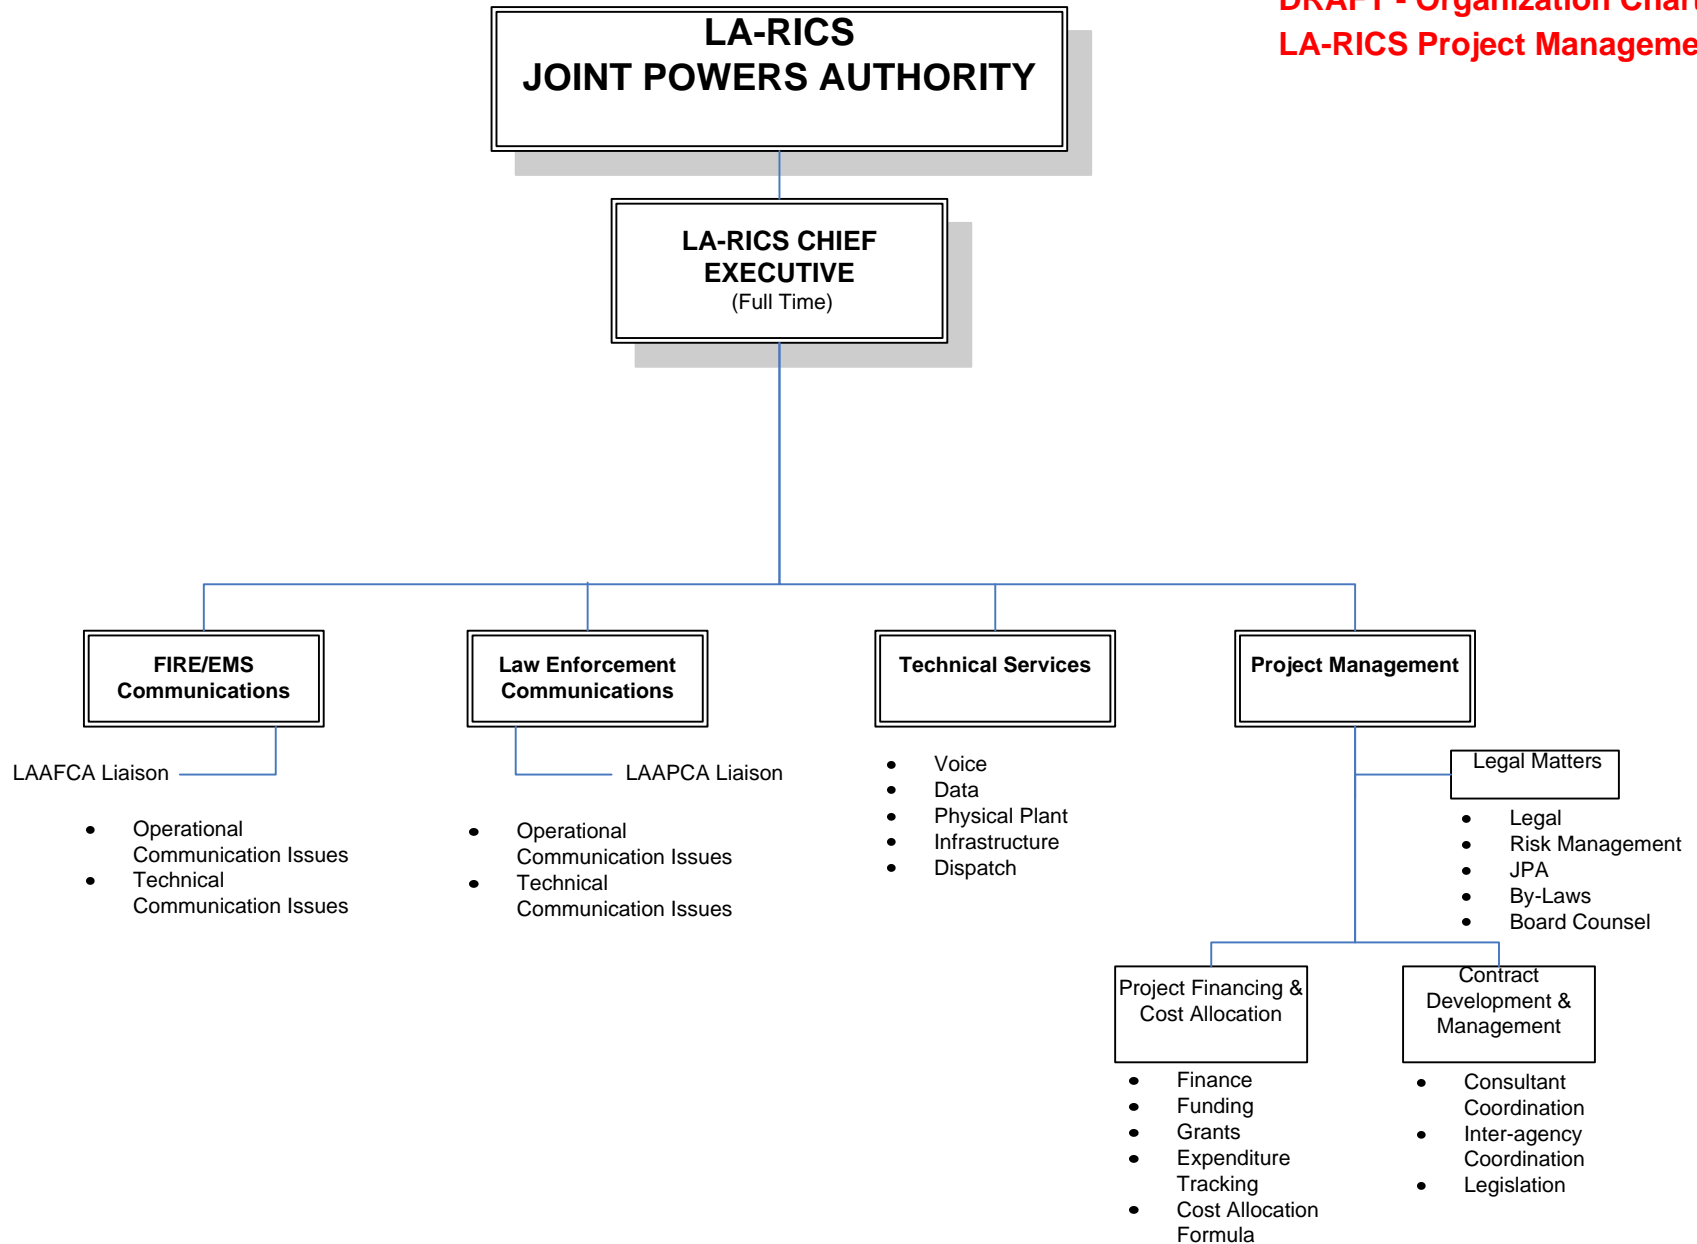 DRAFT - Organization Chart
LA-RICS Project Manageme
LA-RICS
JOINT POWERS AUTHORITY
LA-RICS CHIEF
EXECUTIVE
(Full Time)
FIRE/EMS
Communications
LAAFCA Liaison
• Operational
Communication Issues
• Technical
Communication Issues
Law Enforcement
Communications
LAAPCA Liaison
• Operational
Communication Issues
• Technical
Communication Issues
Technical Services
• Voice
• Data
• Physical Plant
• Infrastructure
• Dispatch
Project Management
Legal Matters
• Legal
• Risk Management
• JPA
• By-Laws
• Board Counsel
Project Financing &
Cost Allocation
• Finance
• Funding
• Grants
• Expenditure
Tracking
• Cost Allocation
Formula
Contract
Development &
Management
• Consultant
Coordination
• Inter-agency
Coordination
• Legislation